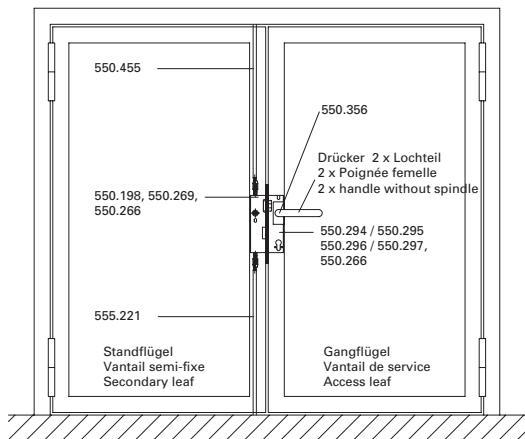 550.455
550.356
Drücker 2 x Lochteil
2 x Poignée femelle
2 x handle without spindle
550.198, 550.269,
550.266
550.294 / 550.295
550.296 / 550.297,
550.266
555.221
Standflügel
Vantail semi-fixe
Secondary leaf
Gangflügel
Vantail de service
Access leaf